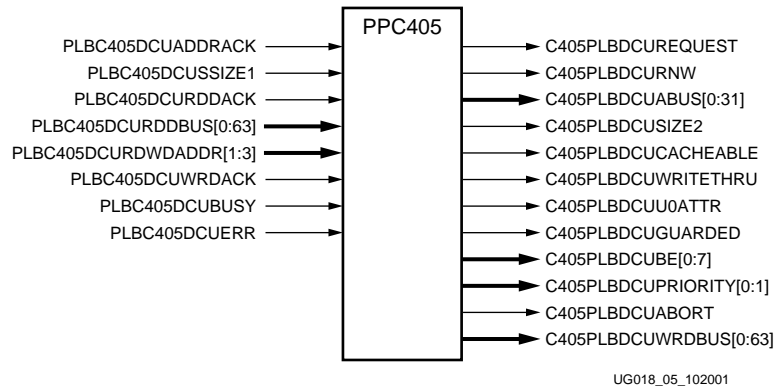 PPC405
PLBC405DCUADDRACK
PLBC405DCUSSIZE1
PLBC405DCURDDACK
PLBC405DCURDDBUS[0:63]
PLBC405DCURDWDADDR[1:3]
PLBC405DCUWRDACK
PLBC405DCUBUSY
PLBC405DCUERR
C405PLBDCUREQUEST
C405PLBDCURNW
C405PLBDCUABUS[0:31]
C405PLBDCUSIZE2
C405PLBDCUCACHEABLE
C405PLBDCUWRITETHRU
C405PLBDCUU0ATTR
C405PLBDCUGUARDED
C405PLBDCUBE[0:7]
C405PLBDCUPRIORITY[0:1]
C405PLBDCUABORT
C405PLBDCUWRDBUS[0:63]
UG018_05_102001